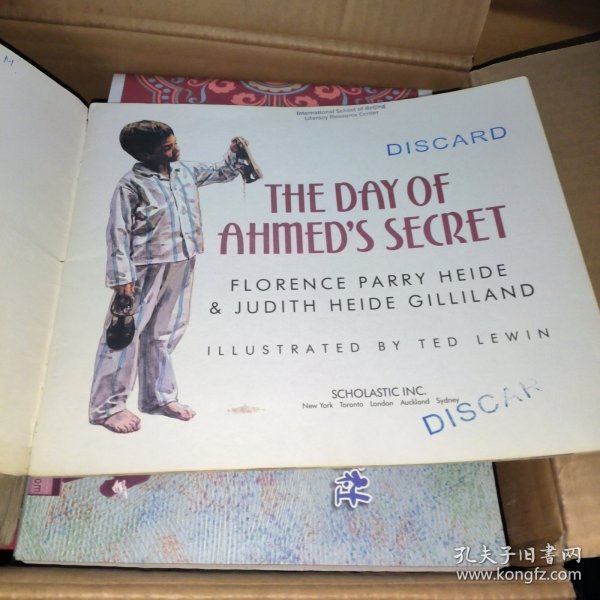 M
International School of Beijing
Literacy Resource Center
DISCARD
THE DAY OF
AHMED'S SECRET
FLORENCE PARRY HEIDE
& JUDITH HEIDE GILLILAND
ILLUSTRATED BY TED LEWIN
SCHOLASTIC INC.
New York Toronto London Auckland Sydney
DISCAR
com
孔夫子旧书网
www.kongfz.com